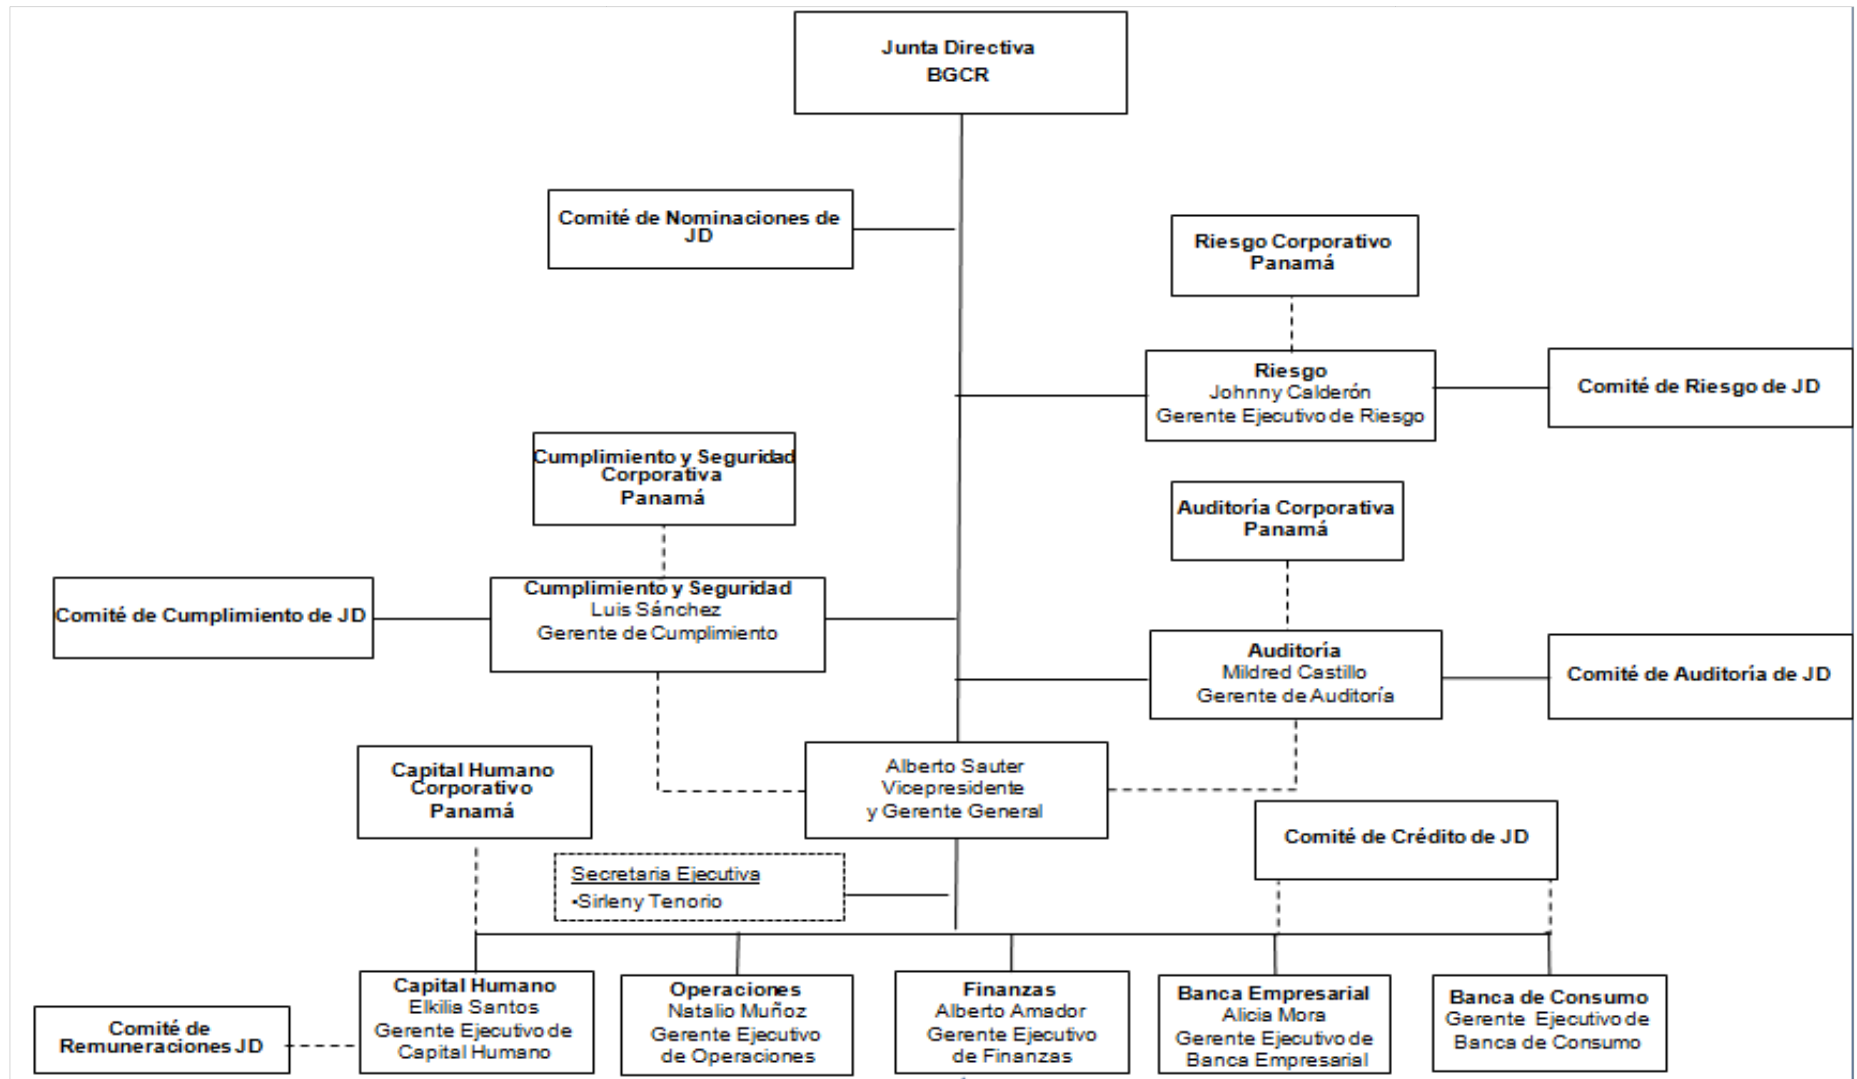 Junta Directiva
BGCR
Comité de Nominaciones de
JD
Riesgo Corporativo
Panamá
Riesgo
Johnny Calderón
Gerente Ejecutivo de Riesgo
Comité de Riesgo de JD
Cumplimiento y Seguridad
Corporativa
Panamá
Auditoría Corporativa
Panamá
Comité de Cumplimiento de JD
Cumplimiento y Seguridad
Luis Sánchez
Gerente de Cumplimiento
Auditoría
Mildred Castillo
Gerente de Auditoría
Comité de Auditoría de JD
Capital Humano
Corporativo
Panamá
Alberto Sauter
Vicepresidente
y Gerente General
Comité de Crédito de JD
Secretaria Ejecutiva
•Sirleny Tenorio
Comité de
Remuneraciones JD
Capital Humano
Elkilia Santos
Gerente Ejecutivo de
Capital Humano
Operaciones
Natalio Muñoz
Gerente Ejecutivo
de Operaciones
Finanzas
Alberto Amador
Gerente Ejecutivo
de Finanzas
Banca Empresarial
Alicia Mora
Gerente Ejecutivo de
Banca Empresarial
Banca de Consumo
Gerente Ejecutivo de
Banca de Consumo